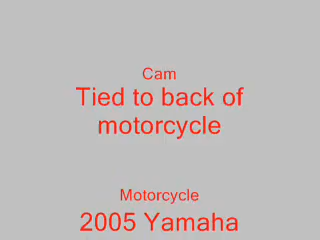 Cam
Tied to back of
motorcycle
Motorcycle
2005 Yamaha